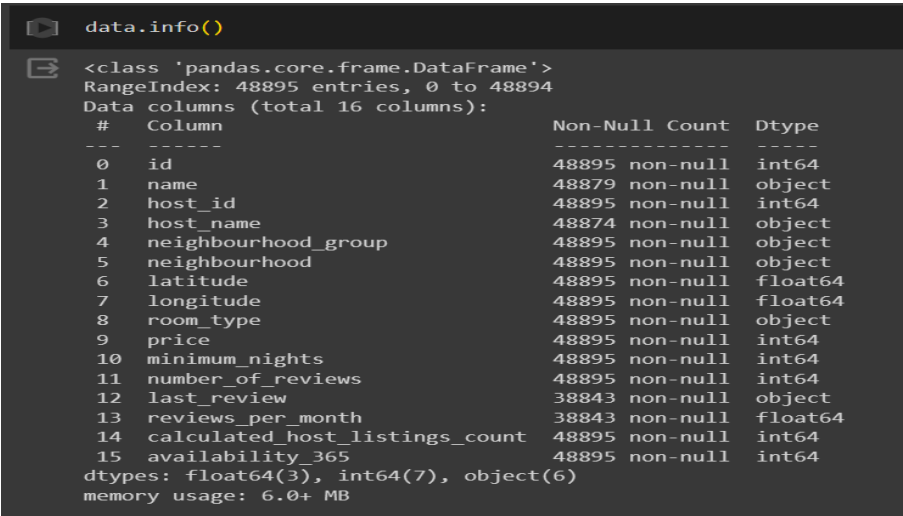 data.info()
<class 'pandas.core.frame.DataFrame'>
RangeIndex: 48895 entries, 0 to 48894
Data columns (total 16 columns):
 #   Column                          Non-Null Count  Dtype
---  ------                          --------------  -----
 0   id                              48895 non-null  int64
 1   name                            48879 non-null  object
 2   host_id                         48895 non-null  int64
 3   host_name                       48874 non-null  object
 4   neighbourhood_group             48895 non-null  object
 5   neighbourhood                   48895 non-null  object
 6   latitude                        48895 non-null  float64
 7   longitude                       48895 non-null  float64
 8   room_type                       48895 non-null  object
 9   price                           48895 non-null  int64
 10  minimum_nights                  48895 non-null  int64
 11  number_of_reviews               48895 non-null  int64
 12  last_review                     38843 non-null  object
 13  reviews_per_month               38843 non-null  float64
 14  calculated_host_listings_count  48895 non-null  int64
 15  availability_365                48895 non-null  int64
dtypes: float64(3), int64(7), object(6)
memory usage: 6.0+ MB